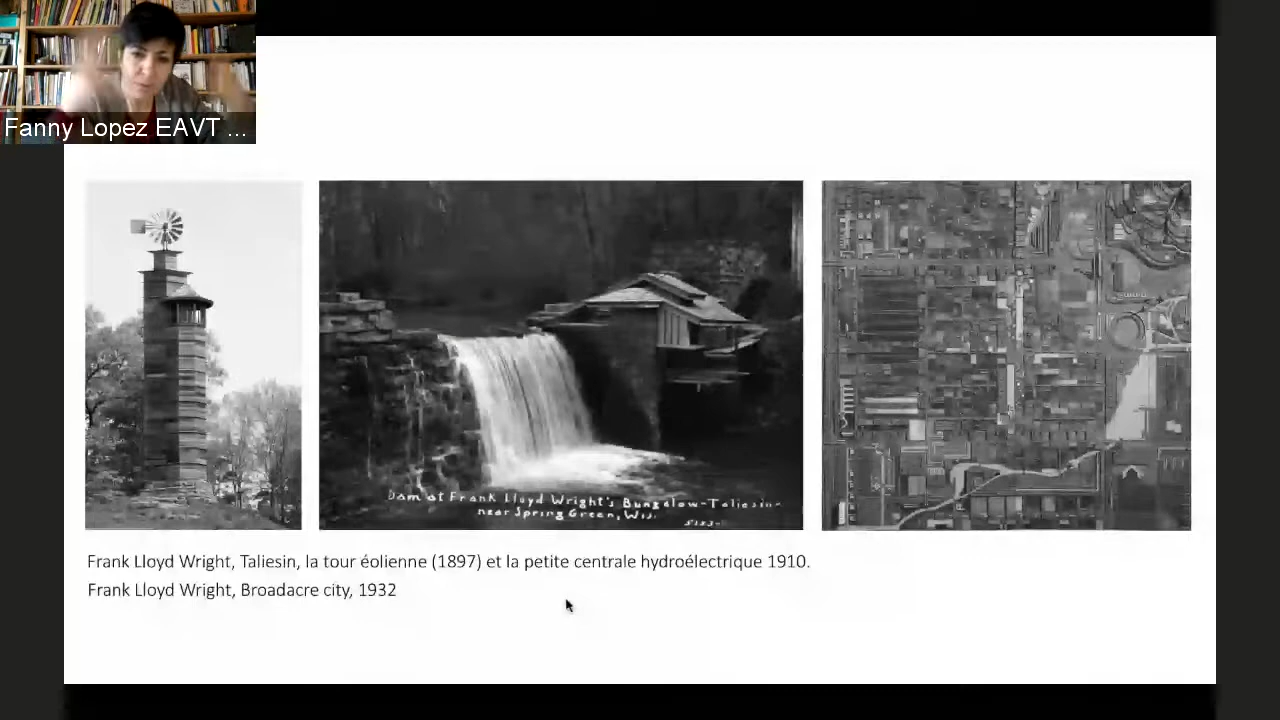 Fanny Lopez EAVT ...
Dam at Frank Lloyd Wright's Bungalow-Taliesin-
near Spring Green, Wis.
Frank Lloyd Wright, Taliesin, la tour éolienne (1897) et la petite centrale hydroélectrique 1910.
Frank Lloyd Wright, Broadacre city, 1932